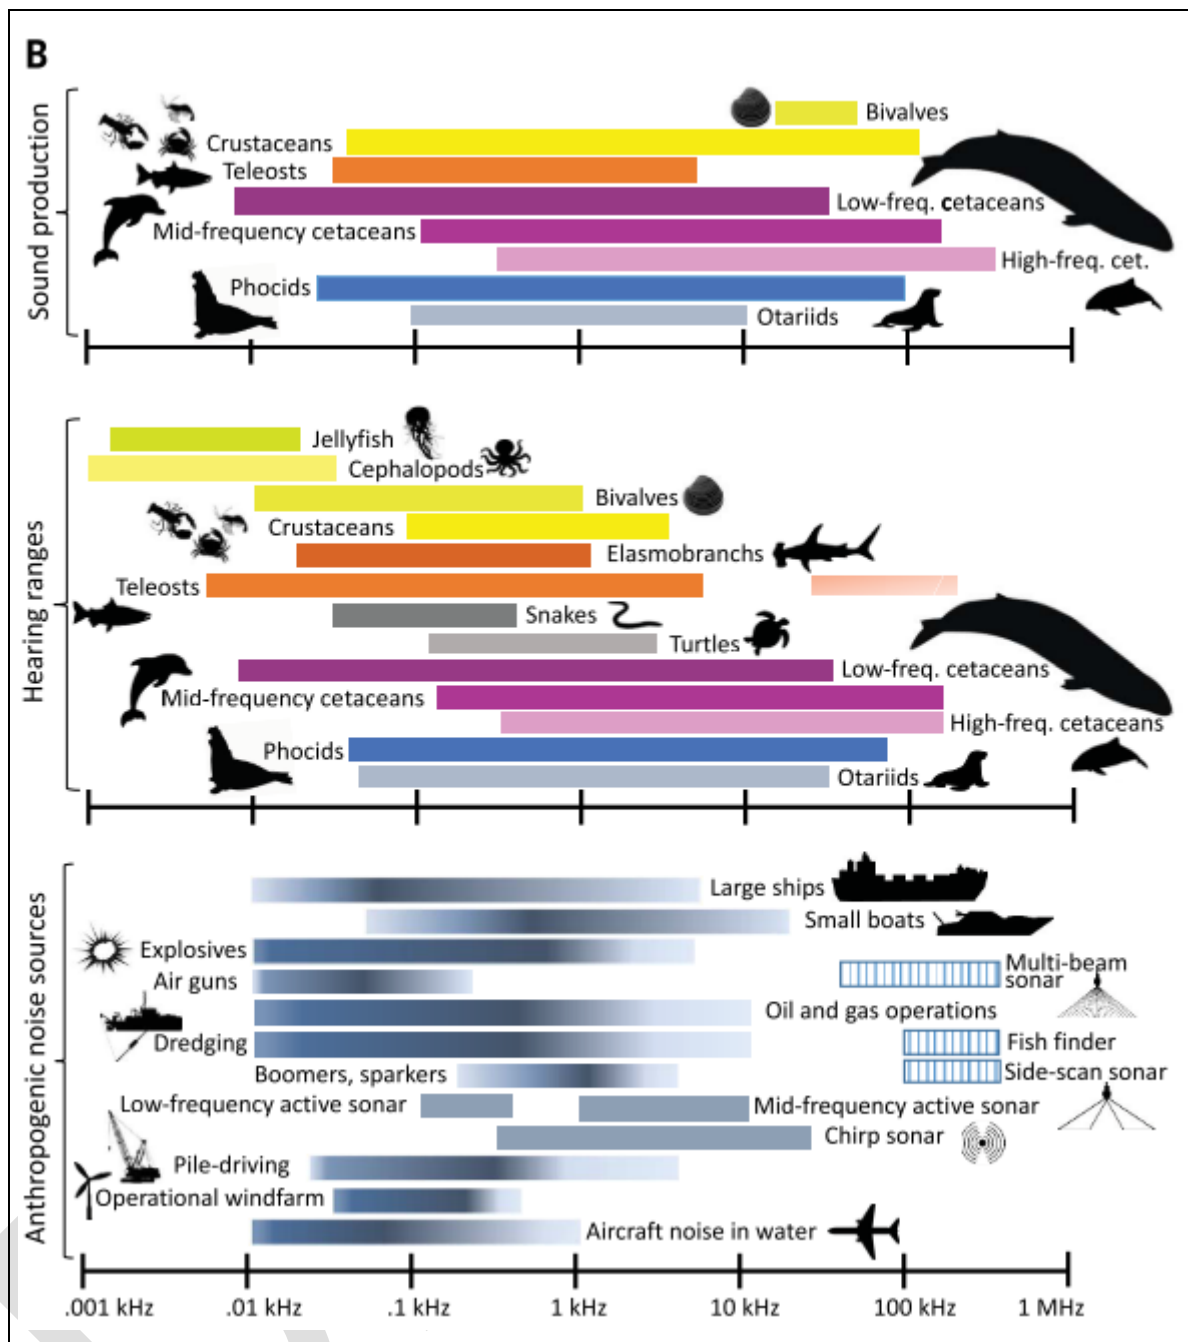 B
Sound production
Bivalves
Crustaceans
Teleosts
Low-freq. cetaceans
Mid-frequency cetaceans
High-freq. cet.
Phocids
Otariids
Hearing ranges
Jellyfish
Cephalopods
Bivalves
Crustaceans
Elasmobranchs
Teleosts
Snakes
Turtles
Low-freq. cetaceans
Mid-frequency cetaceans
High-freq. cetaceans
Phocids
Otariids
Anthropogenic noise sources
Large ships
Small boats
Explosives
Multi-beam
sonar
Air guns
Oil and gas operations
Dredging
Fish finder
Boomers, sparkers
Side-scan sonar
Low-frequency active sonar
Mid-frequency active sonar
Chirp sonar
Pile-driving
Operational windfarm
Aircraft noise in water
.001 kHz .01 kHz .1 kHz 1 kHz 10 kHz 100 kHz 1 MHz